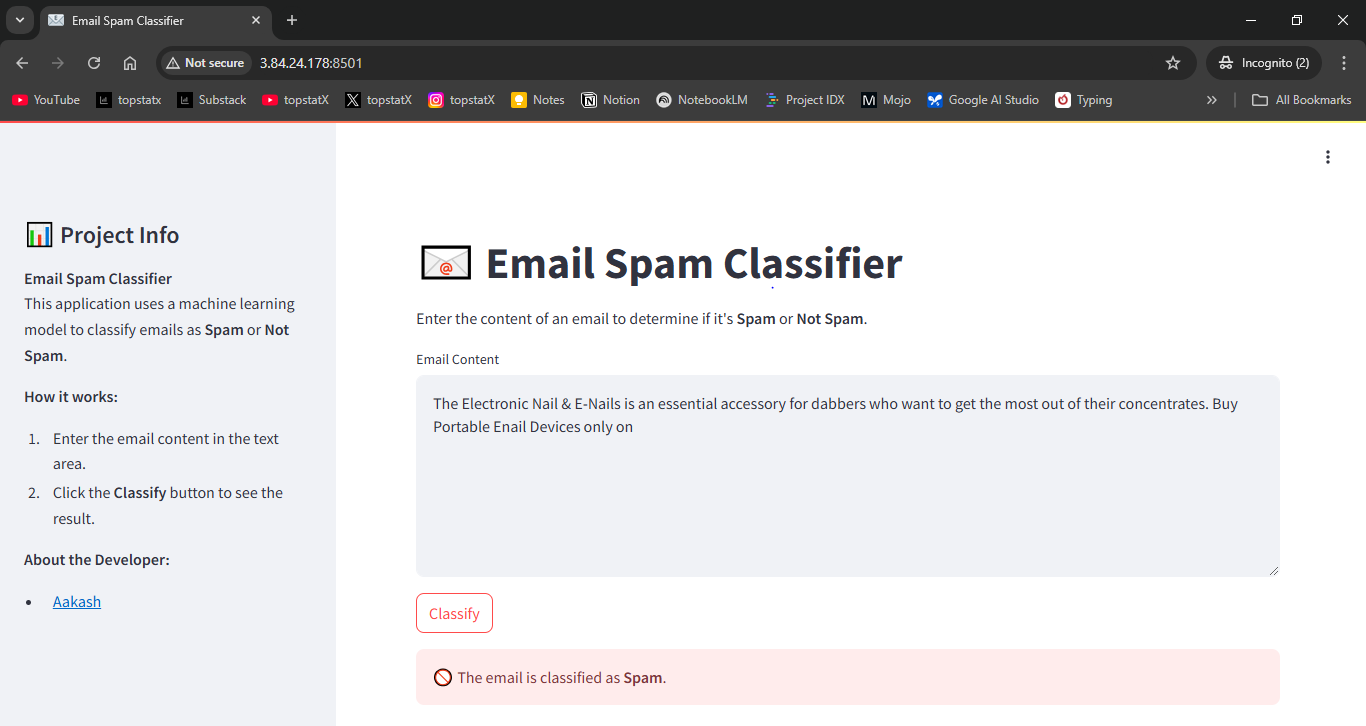 Email Spam Classifier
Not secure 3.84.24.178:8501 Incognito (2)
YouTube topstatx Substack topstatX topstatX topstatX Notes Notion NotebookLM Project IDX Mojo Google AI Studio Typing All Bookmarks
Project Info
Email Spam Classifier
This application uses a machine learning
model to classify emails as Spam or Not
Spam.
How it works:
1. Enter the email content in the text
area.
2. Click the Classify button to see the
result.
About the Developer:
Aakash
Email Spam Classifier
Enter the content of an email to determine if it's Spam or Not Spam.
Email Content
The Electronic Nail & E-Nails is an essential accessory for dabbers who want to get the most out of their concentrates. Buy
Portable Enail Devices only on
Classify
The email is classified as Spam.